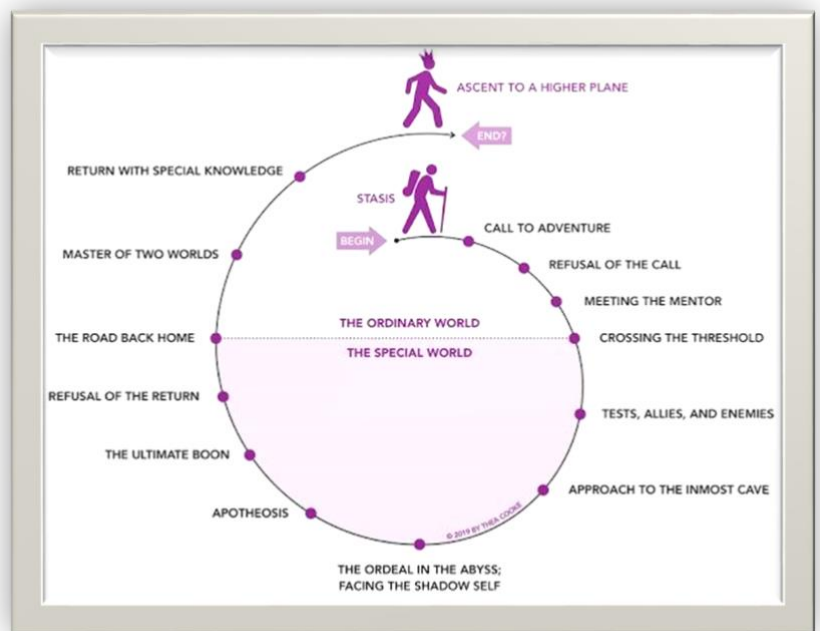 ASCENT TO A HIGHER PLANE
END?
RETURN WITH SPECIAL KNOWLEDGE
STASIS
BEGIN
CALL TO ADVENTURE
MASTER OF TWO WORLDS
REFUSAL OF THE CALL
MEETING THE MENTOR
THE ORDINARY WORLD
THE ROAD BACK HOME
CROSSING THE THRESHOLD
THE SPECIAL WORLD
REFUSAL OF THE RETURN
TESTS, ALLIES, AND ENEMIES
THE ULTIMATE BOON
APPROACH TO THE INMOST CAVE
APOTHEOSIS
© 2019 BY THEA COOKE
THE ORDEAL IN THE ABYSS;
FACING THE SHADOW SELF